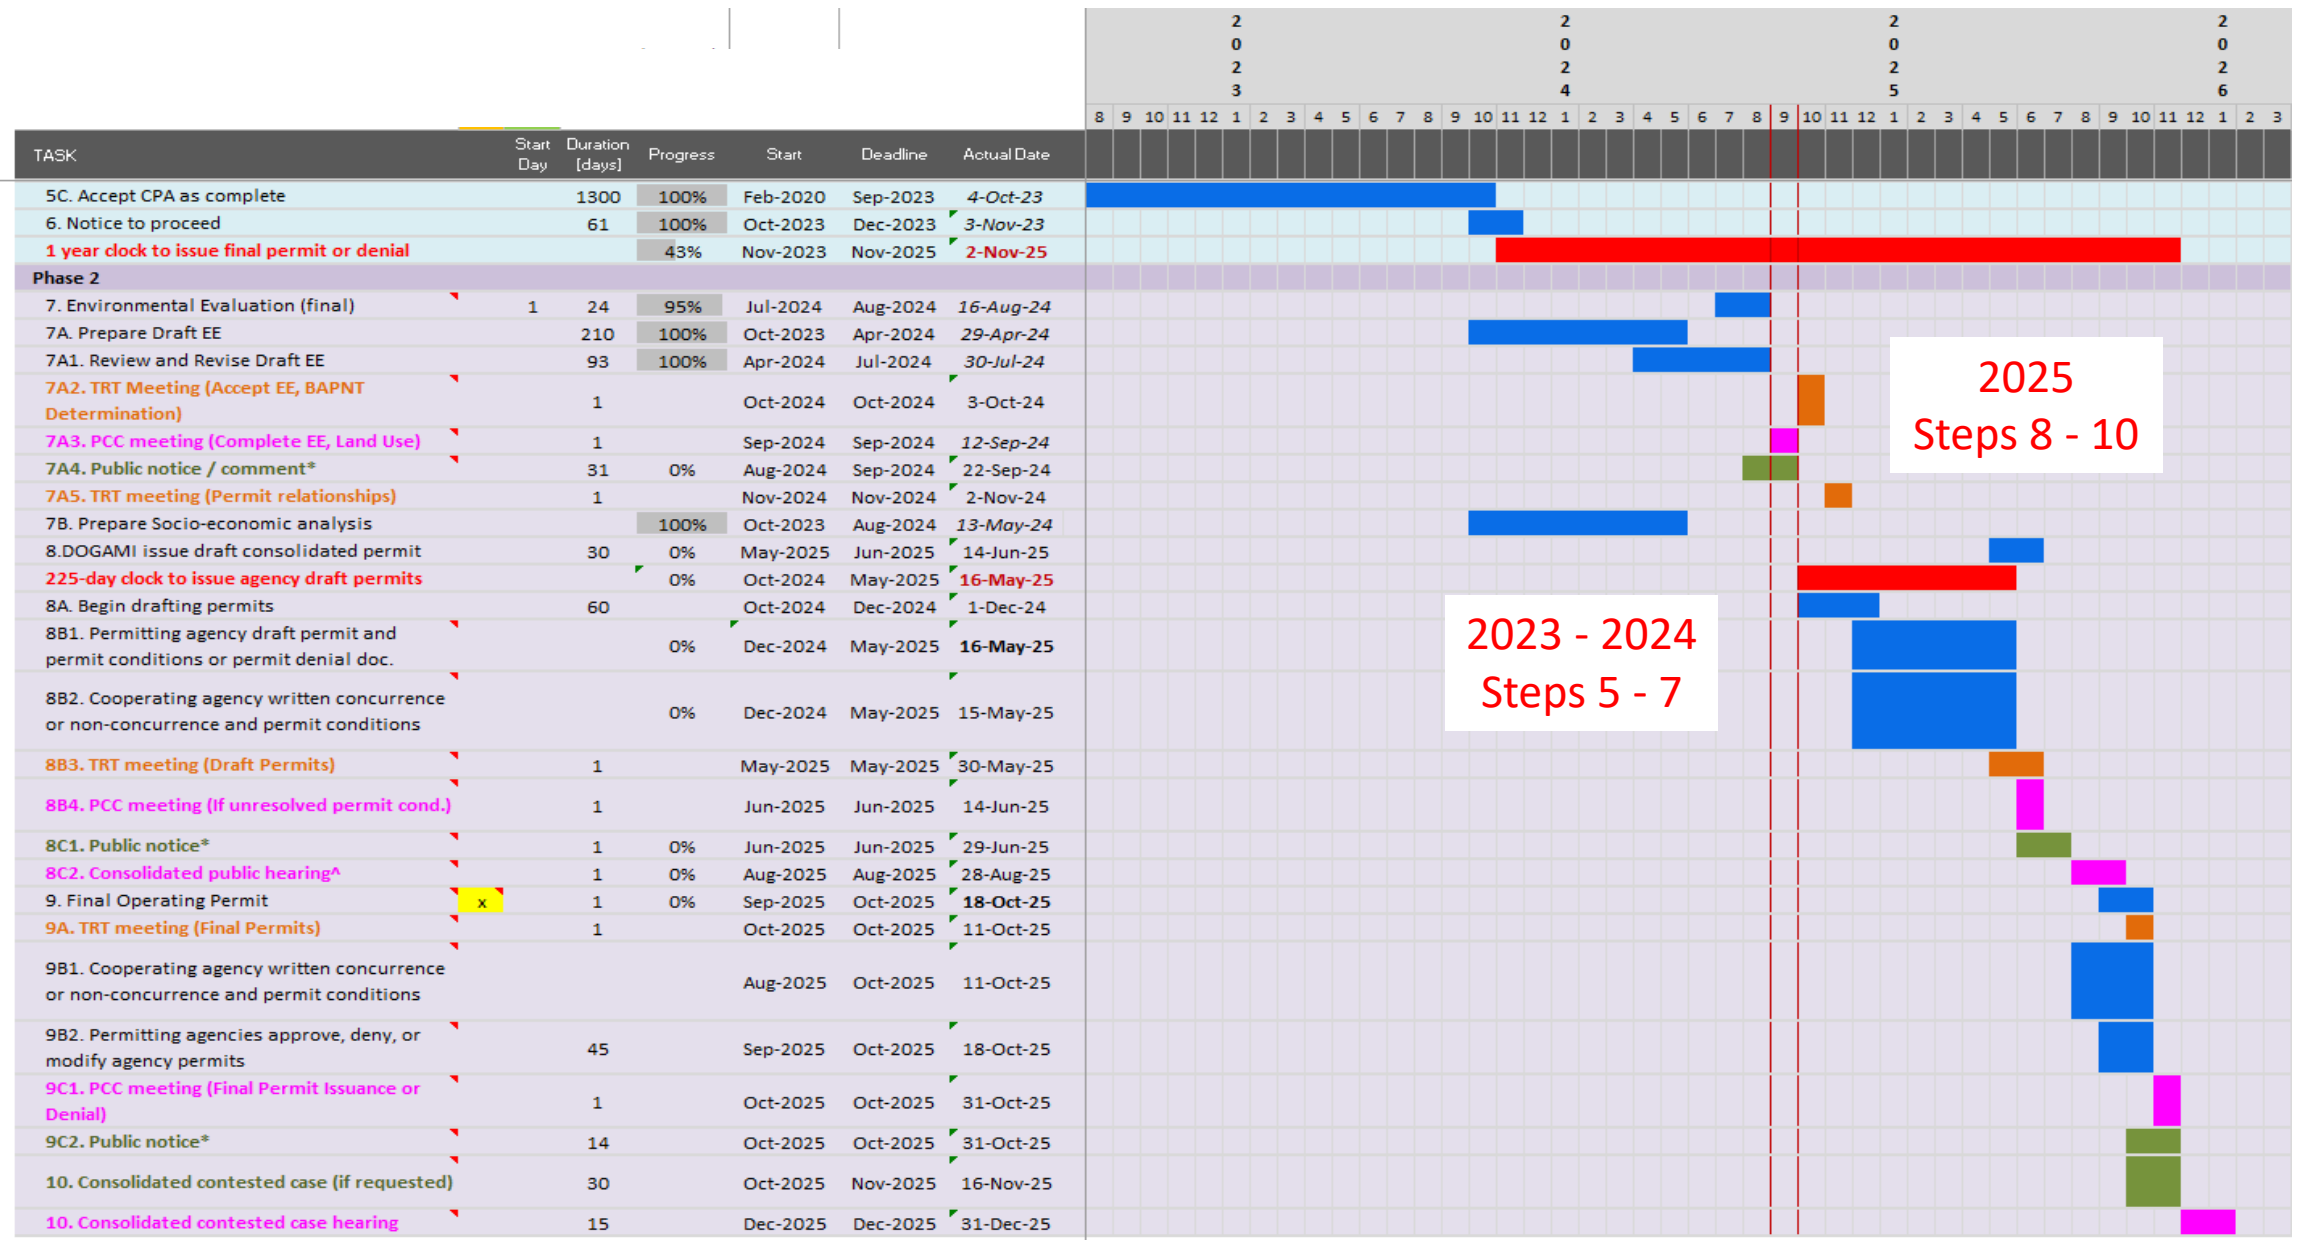 2 2 2 2
0 0 0 0
2 2 2 2
3 4 5 6
8 9 10 11 12 1 2 3 4 5 6 7 8 9 10 11 12 1 2 3 4 5 6 7 8 9 10 11 12 1 2 3 4 5 6 7 8 9 10 11 12 1 2 3
TASK Start Day Duration [days] Progress Start Deadline Actual Date
5C. Accept CPA as complete 1300 100% Feb-2020 Sep-2023 4-Oct-23
6. Notice to proceed 61 100% Oct-2023 Dec-2023 3-Nov-23
1 year clock to issue final permit or denial 43% Nov-2023 Nov-2025 2-Nov-25
Phase 2
7. Environmental Evaluation (final) 1 24 95% Jul-2024 Aug-2024 16-Aug-24
7A. Prepare Draft EE 210 100% Oct-2023 Apr-2024 29-Apr-24
7A1. Review and Revise Draft EE 93 100% Apr-2024 Jul-2024 30-Jul-24
7A2. TRT Meeting (Accept EE, BAPNT
Determination) 1 Oct-2024 Oct-2024 3-Oct-24
7A3. PCC meeting (Complete EE, Land Use) 1 Sep-2024 Sep-2024 12-Sep-24
7A4. Public notice / comment* 31 0% Aug-2024 Sep-2024 22-Sep-24
7A5. TRT meeting (Permit relationships) 1 Nov-2024 Nov-2024 2-Nov-24
7B. Prepare Socio-economic analysis 100% Oct-2023 Aug-2024 13-May-24
8.DOGAMI issue draft consolidated permit 30 0% May-2025 Jun-2025 14-Jun-25
225-day clock to issue agency draft permits 0% Oct-2024 May-2025 16-May-25
8A. Begin drafting permits 60 Oct-2024 Dec-2024 1-Dec-24
8B1. Permitting agency draft permit and
permit conditions or permit denial doc. 0% Dec-2024 May-2025 16-May-25
8B2. Cooperating agency written concurrence
or non-concurrence and permit conditions 0% Dec-2024 May-2025 15-May-25
8B3. TRT meeting (Draft Permits) 1 May-2025 May-2025 30-May-25
8B4. PCC meeting (If unresolved permit cond.) 1 Jun-2025 Jun-2025 14-Jun-25
8C1. Public notice* 1 0% Jun-2025 Jun-2025 29-Jun-25
8C2. Consolidated public hearing^ 1 0% Aug-2025 Aug-2025 28-Aug-25
9. Final Operating Permit x 1 0% Sep-2025 Oct-2025 18-Oct-25
9A. TRT meeting (Final Permits) 1 Oct-2025 Oct-2025 11-Oct-25
9B1. Cooperating agency written concurrence
or non-concurrence and permit conditions Aug-2025 Oct-2025 11-Oct-25
9B2. Permitting agencies approve, deny, or
modify agency permits 45 Sep-2025 Oct-2025 18-Oct-25
9C1. PCC meeting (Final Permit Issuance or
Denial) 1 Oct-2025 Oct-2025 31-Oct-25
9C2. Public notice* 14 Oct-2025 Oct-2025 31-Oct-25
10. Consolidated contested case (if requested) 30 Oct-2025 Nov-2025 16-Nov-25
10. Consolidated contested case hearing 15 Dec-2025 Dec-2025 31-Dec-25
2025
Steps 8 - 10
2023 - 2024
Steps 5 - 7